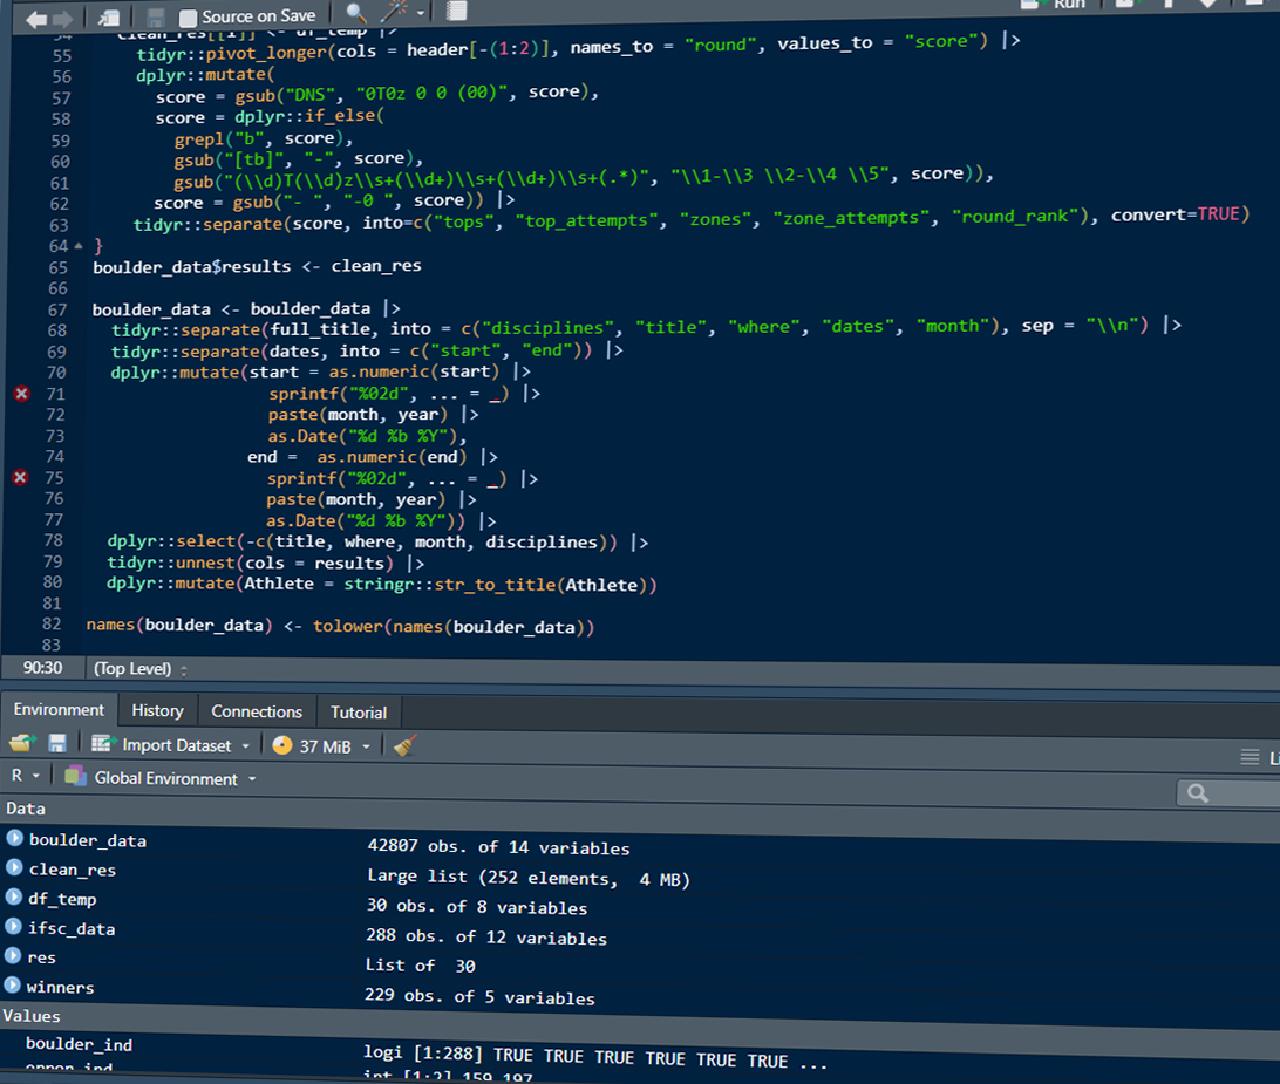 Source on Save
Run
54 clean_res[[i]] <- df_temp |>
55 tidyr::pivot_longer(cols = header[-(1:2)], names_to = "round", values_to = "score") |>
56 dplyr::mutate(
57 score = gsub("DNS", "0T0z 0 0 (00)", score),
58 score = dplyr::if_else(
59 grepl("b", score),
60 gsub("[tb]", "-", score),
61 gsub("(\\d)T(\\d)z\\s+(\\d+)\\s+(\\d+)\\s+(.*)", "\\1-\\3 \\2-\\4 \\5", score)),
62 score = gsub("- ", "-0 ", score)) |>
63 tidyr::separate(score, into=c("tops", "top_attempts", "zones", "zone_attempts", "round_rank"), convert=TRUE)
64 }
65 boulder_data$results <- clean_res
66
67 boulder_data <- boulder_data |>
68 tidyr::separate(full_title, into = c("disciplines", "title", "where", "dates", "month"), sep = "\\n") |>
69 tidyr::separate(dates, into = c("start", "end")) |>
70 dplyr::mutate(start = as.numeric(start) |>
71 sprintf("%02d", ... = _) |>
72 paste(month, year) |>
73 as.Date("%d %b %Y"),
74 end = as.numeric(end) |>
75 sprintf("%02d", ... = _) |>
76 paste(month, year) |>
77 as.Date("%d %b %Y")) |>
78 dplyr::select(-c(title, where, month, disciplines)) |>
79 tidyr::unnest(cols = results) |>
80 dplyr::mutate(Athlete = stringr::str_to_title(Athlete))
81
82 names(boulder_data) <- tolower(names(boulder_data))
83
90:30 (Top Level)
Environment History Connections Tutorial
Import Dataset 37 MiB
R Global Environment
Data
boulder_data 42807 obs. of 14 variables
clean_res Large list (252 elements, 4 MB)
df_temp 30 obs. of 8 variables
ifsc_data 288 obs. of 12 variables
res List of 30
winners 229 obs. of 5 variables
Values
boulder_ind logi [1:288] TRUE TRUE TRUE TRUE TRUE TRUE ...
int [1:2] 159 197